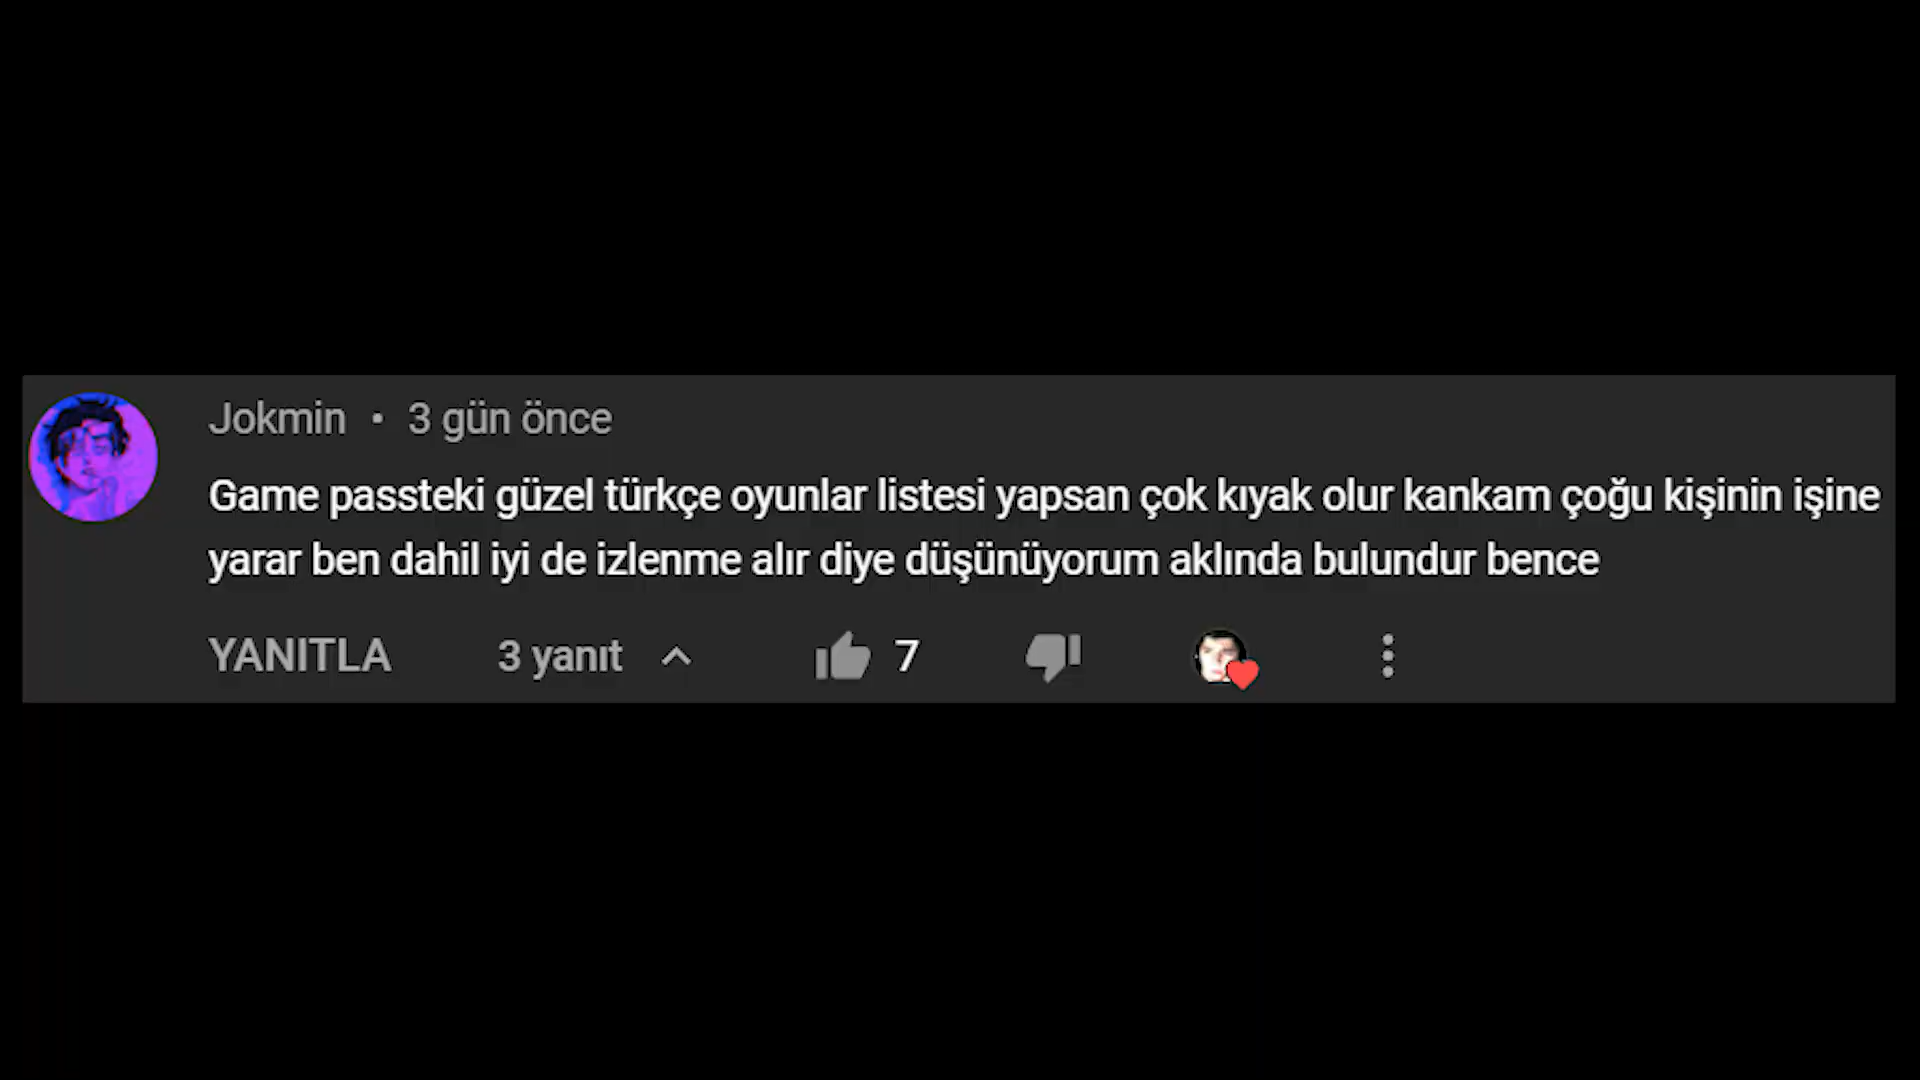 Jokmin • 3 gün önce
Game passteki güzel türkçe oyunlar listesi yapsan çok kıyak olur kankam çoğu kişinin işine
yarar ben dahil iyi de izlenme alır diye düşünüyorum aklında bulundur bence
YANITLA 3 yanıt 7